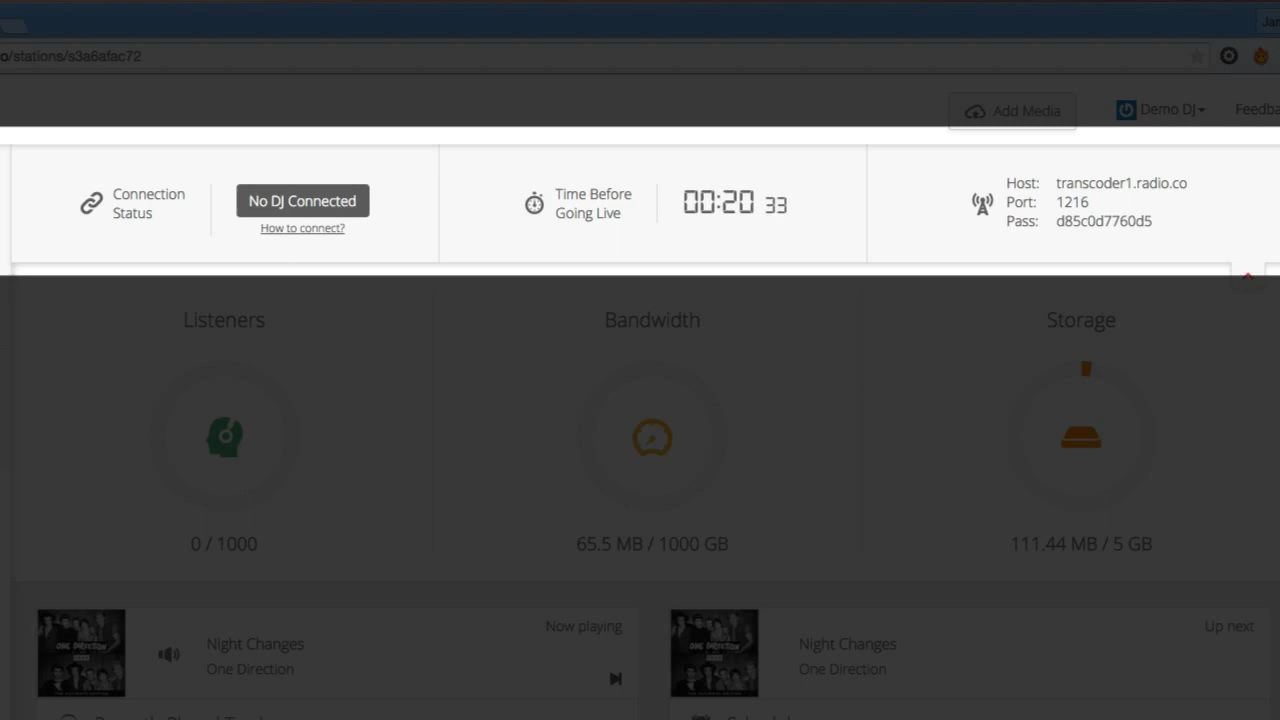 o/stations/s3a6afac72
Add Media
Demo DJ
Connection
Status
No DJ Connected
How to connect?
Time Before
Going Live
00:20 33
Host: transcoder1.radio.co
Port: 1216
Pass: d85c0d7760d5
Listeners
Bandwidth
Storage
0 / 1000
65.5 MB / 1000 GB
111.44 MB / 5 GB
Now playing
Night Changes
One Direction
Up next
Night Changes
One Direction